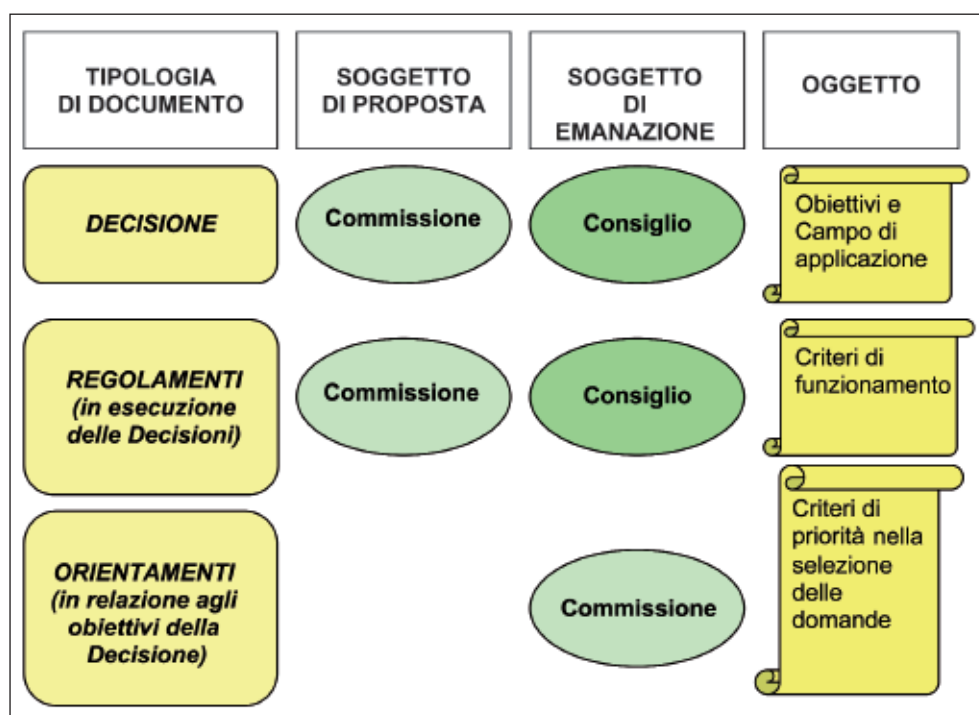 TIPOLOGIA
DI DOCUMENTO
SOGGETTO
DI PROPOSTA
SOGGETTO
DI
EMANAZIONE
OGGETTO
DECISIONE
Commissione
Consiglio
Obiettivi e
Campo di
applicazione
REGOLAMENTI
(in esecuzione
delle Decisioni)
Commissione
Consiglio
Criteri di
funzionamento
ORIENTAMENTI
(in relazione agli
obiettivi della
Decisione)
Commissione
Criteri di
priorità nella
selezione
delle
domande